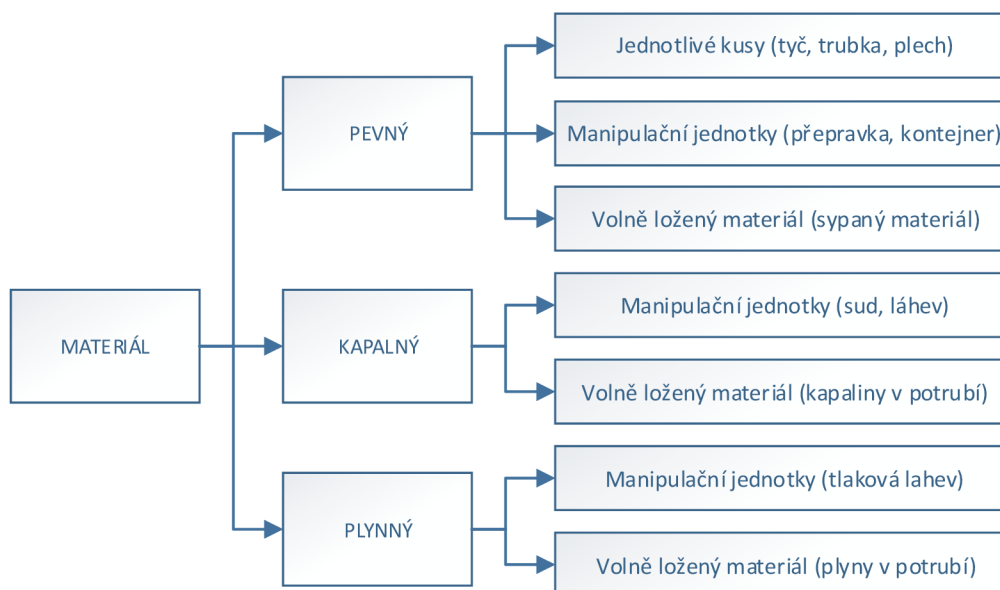 Jednotlivé kusy (tyč, trubka, plech)
PEVNÝ
Manipulační jednotky (přepravka, kontejner)
Volně ložený materiál (sypaný materiál)
MATERIÁL
KAPALNÝ
Manipulační jednotky (sud, láhev)
Volně ložený materiál (kapaliny v potrubí)
PLYNNÝ
Manipulační jednotky (tlaková lahev)
Volně ložený materiál (plyny v potrubí)